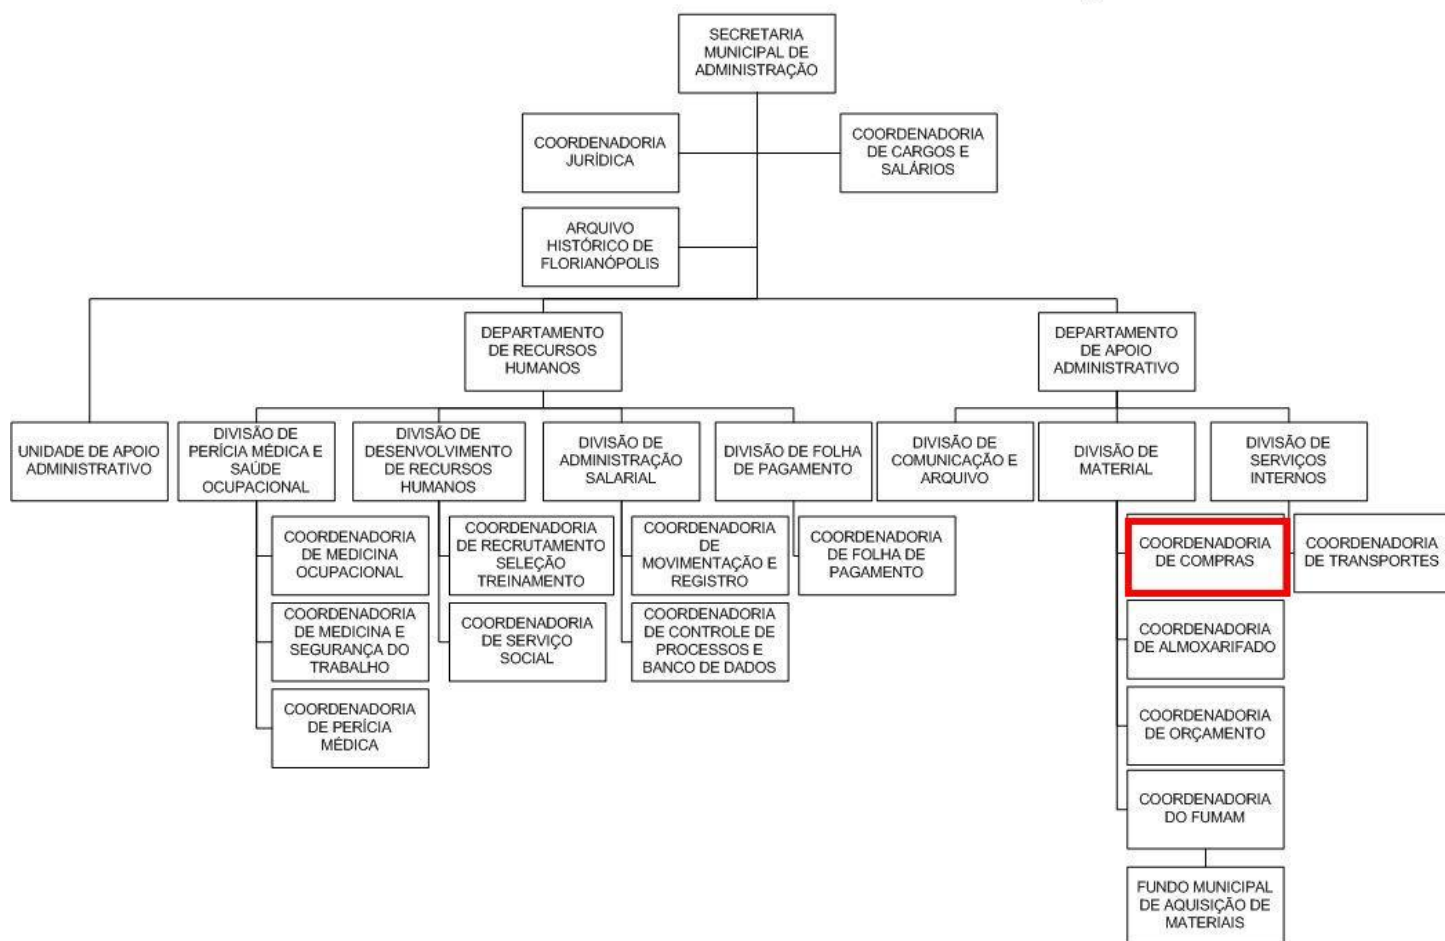 SECRETARIA
MUNICIPAL DE
ADMINISTRAÇÃO
COORDENADORIA
JURÍDICA
COORDENADORIA
DE CARGOS E
SALÁRIOS
ARQUIVO
HISTÓRICO DE
FLORIANÓPOLIS
DEPARTAMENTO
DE RECURSOS
HUMANOS
DEPARTAMENTO
DE APOIO
ADMINISTRATIVO
UNIDADE DE APOIO
ADMINISTRATIVO
DIVISÃO DE
PERÍCIA MÉDICA E
SAÚDE
OCUPACIONAL
DIVISÃO DE
DESENVOLVIMENTO
DE RECURSOS
HUMANOS
DIVISÃO DE
ADMINISTRAÇÃO
SALARIAL
DIVISÃO DE FOLHA
DE PAGAMENTO
DIVISÃO DE
COMUNICAÇÃO E
ARQUIVO
DIVISÃO DE
MATERIAL
DIVISÃO DE
SERVIÇOS
INTERNOS
COORDENADORIA
DE MEDICINA
OCUPACIONAL
COORDENADORIA
DE RECRUTAMENTO
SELEÇÃO
TREINAMENTO
COORDENADORIA
DE
MOVIMENTAÇÃO E
REGISTRO
COORDENADORIA
DE FOLHA DE
PAGAMENTO
COORDENADORIA
DE COMPRAS
COORDENADORIA
DE TRANSPORTES
COORDENADORIA
DE MEDICINA E
SEGURANÇA DO
TRABALHO
COORDENADORIA
DE SERVIÇO
SOCIAL
COORDENADORIA
DE CONTROLE DE
PROCESSOS E
BANCO DE DADOS
COORDENADORIA
DE ALMOXARIFADO
COORDENADORIA
DE PERÍCIA
MÉDICA
COORDENADORIA
DE ORÇAMENTO
COORDENADORIA
DO FUMAM
FUNDO MUNICIPAL
DE AQUISIÇÃO DE
MATERIAIS